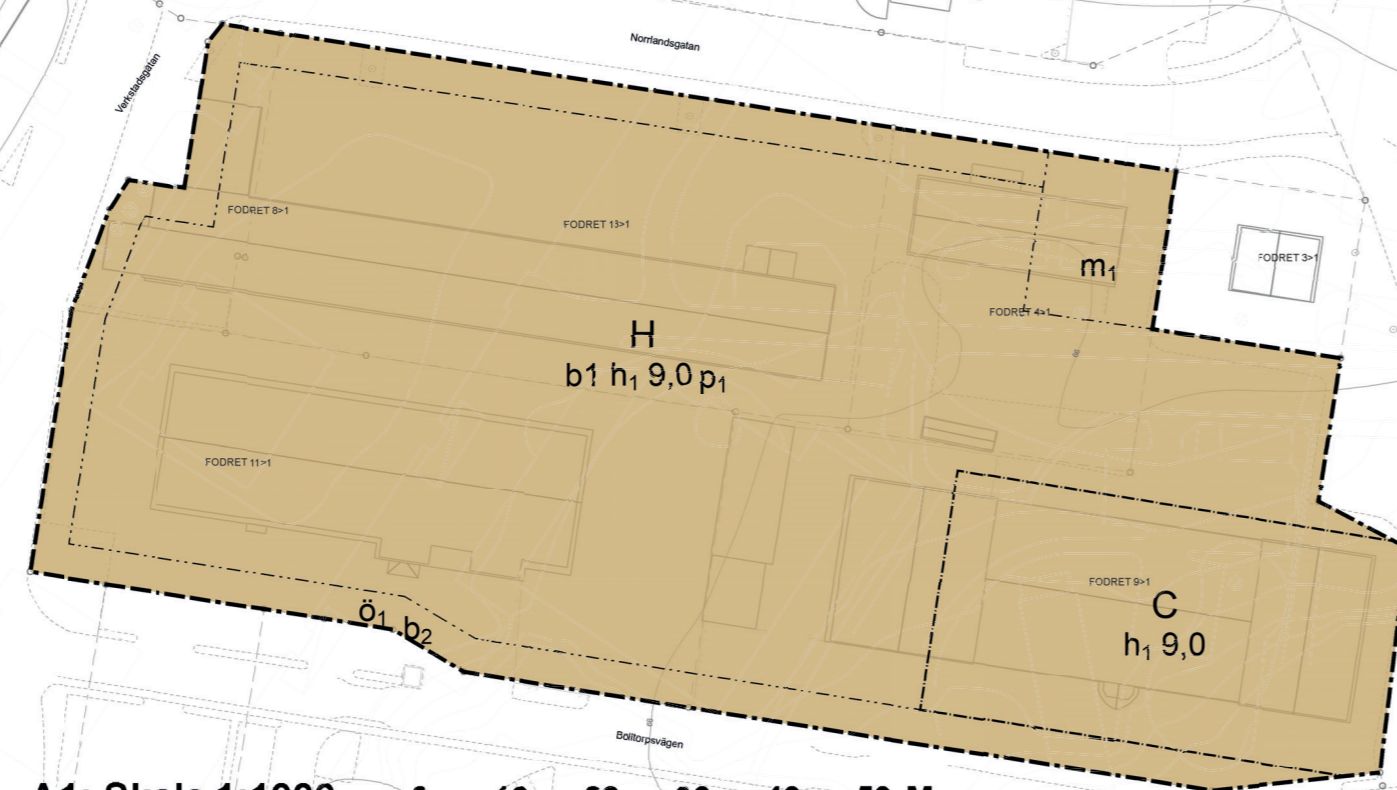 Norrlandsgatan
Verkstadsgatan
FODRET 8>1
FODRET 13>1
FODRET 3>1
m₁
FODRET 4>1
H
b1 h₁ 9,0 p₁
FODRET 11>1
FODRET 9>1
C
h₁ 9,0
ö₁ b₂
Bolltorpsvägen